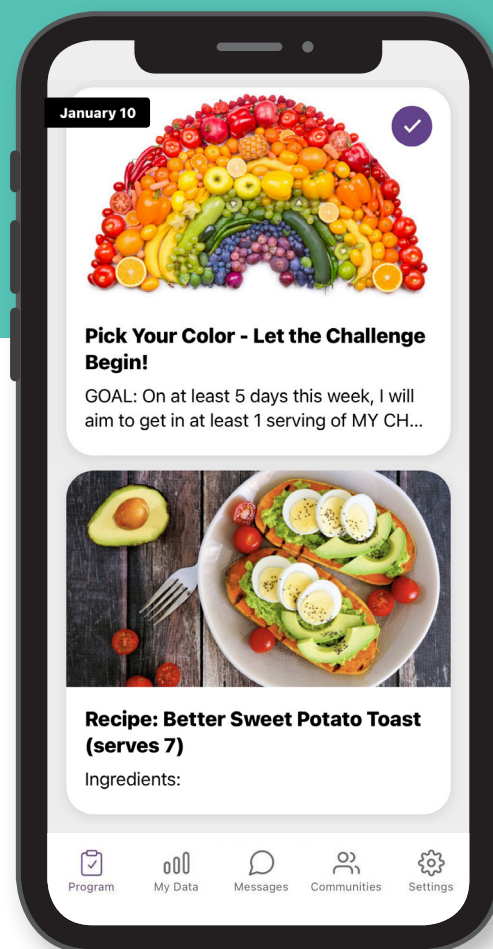 January 10
Pick Your Color - Let the Challenge
Begin!
GOAL: On at least 5 days this week, I will
aim to get in at least 1 serving of MY CH...
Recipe: Better Sweet Potato Toast
(serves 7)
Ingredients:
Program
My Data
Messages
Communities
Settings